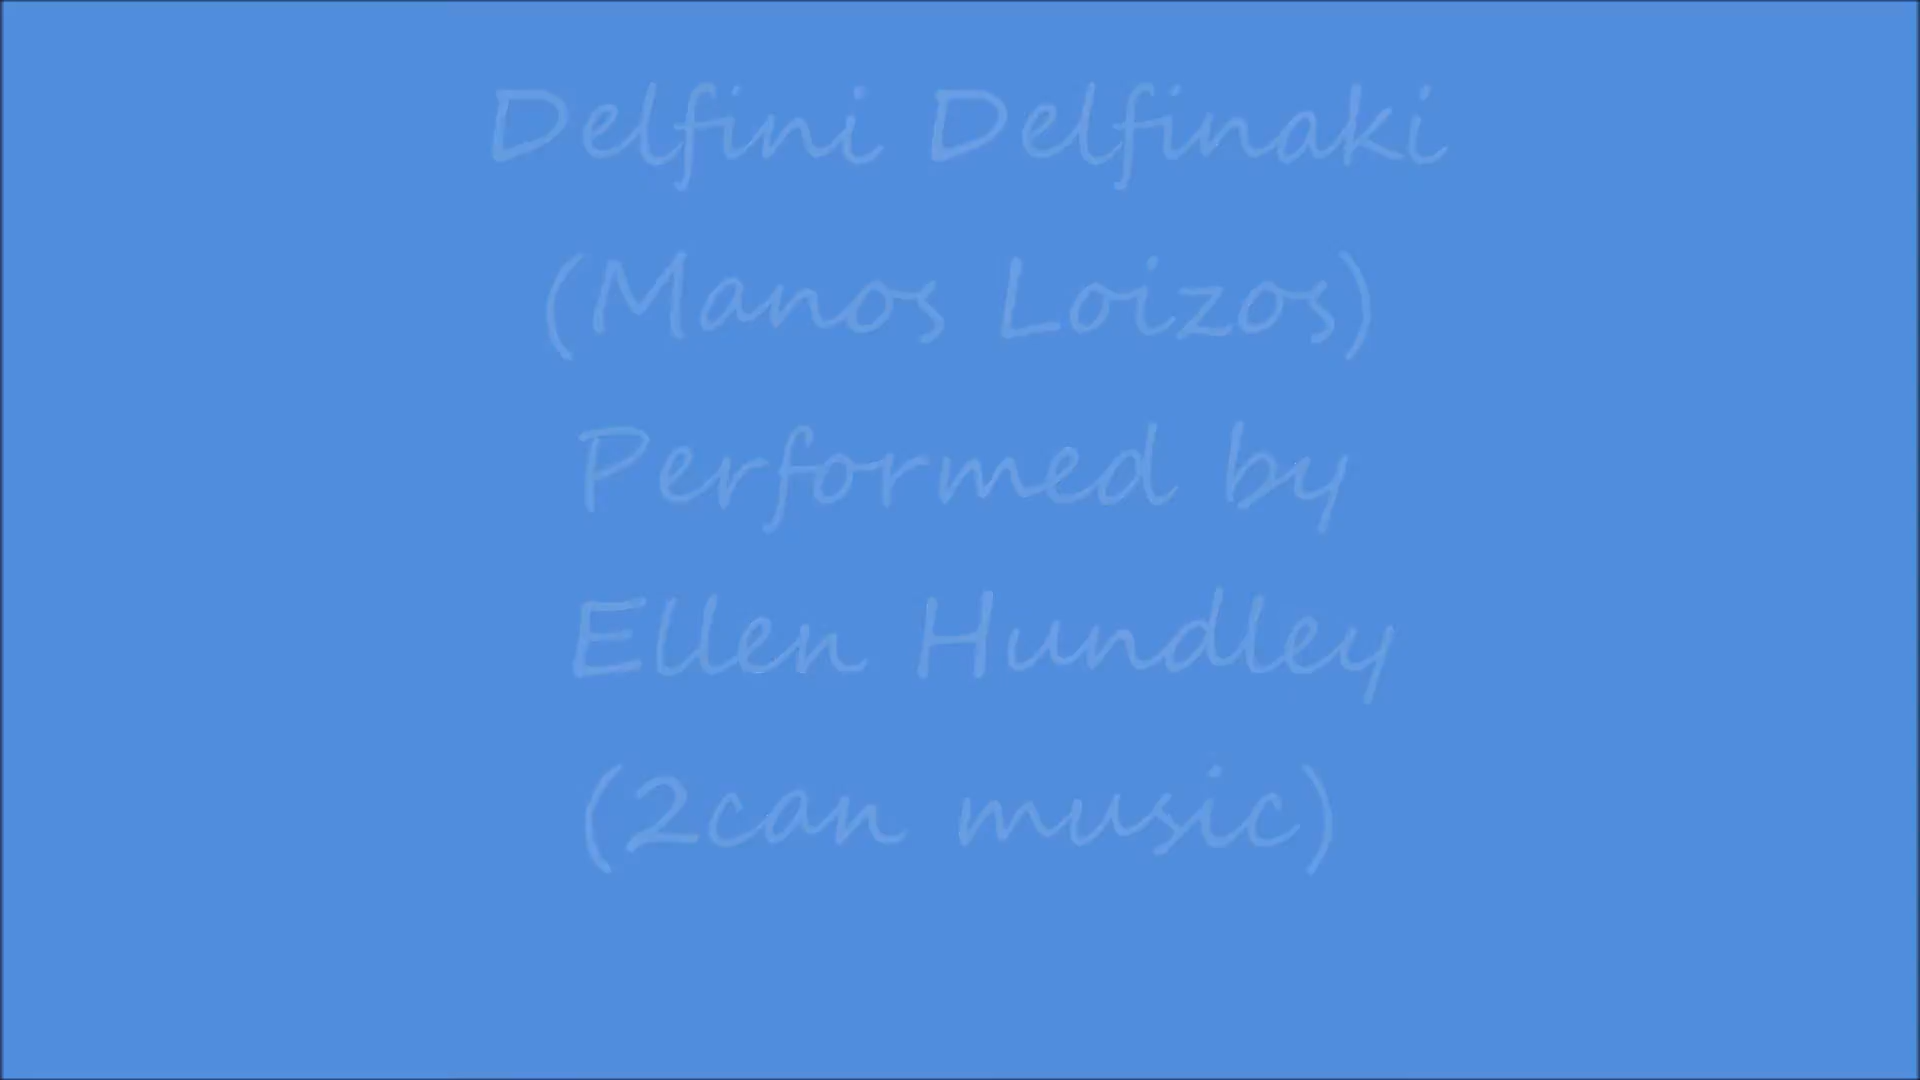 Delfini Delfinaki
(Manos Loizos)
Performed by
Ellen Hundley
(2can music)